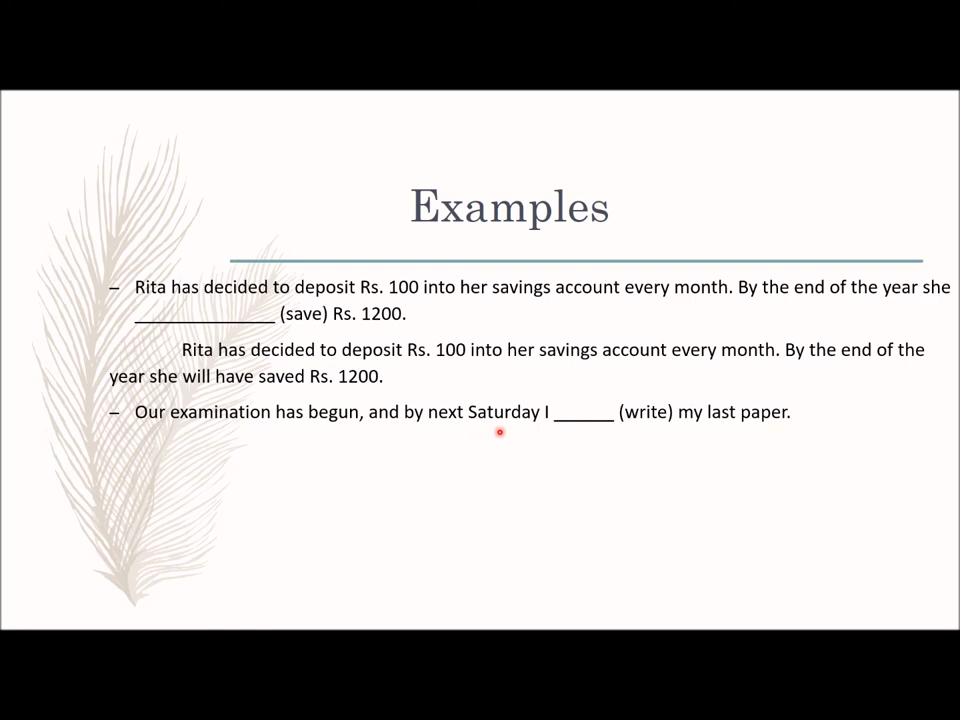 Examples
– Rita has decided to deposit Rs. 100 into her savings account every month. By the end of the year she
______________ (save) Rs. 1200.
Rita has decided to deposit Rs. 100 into her savings account every month. By the end of the
year she will have saved Rs. 1200.
– Our examination has begun, and by next Saturday I ______ (write) my last paper.